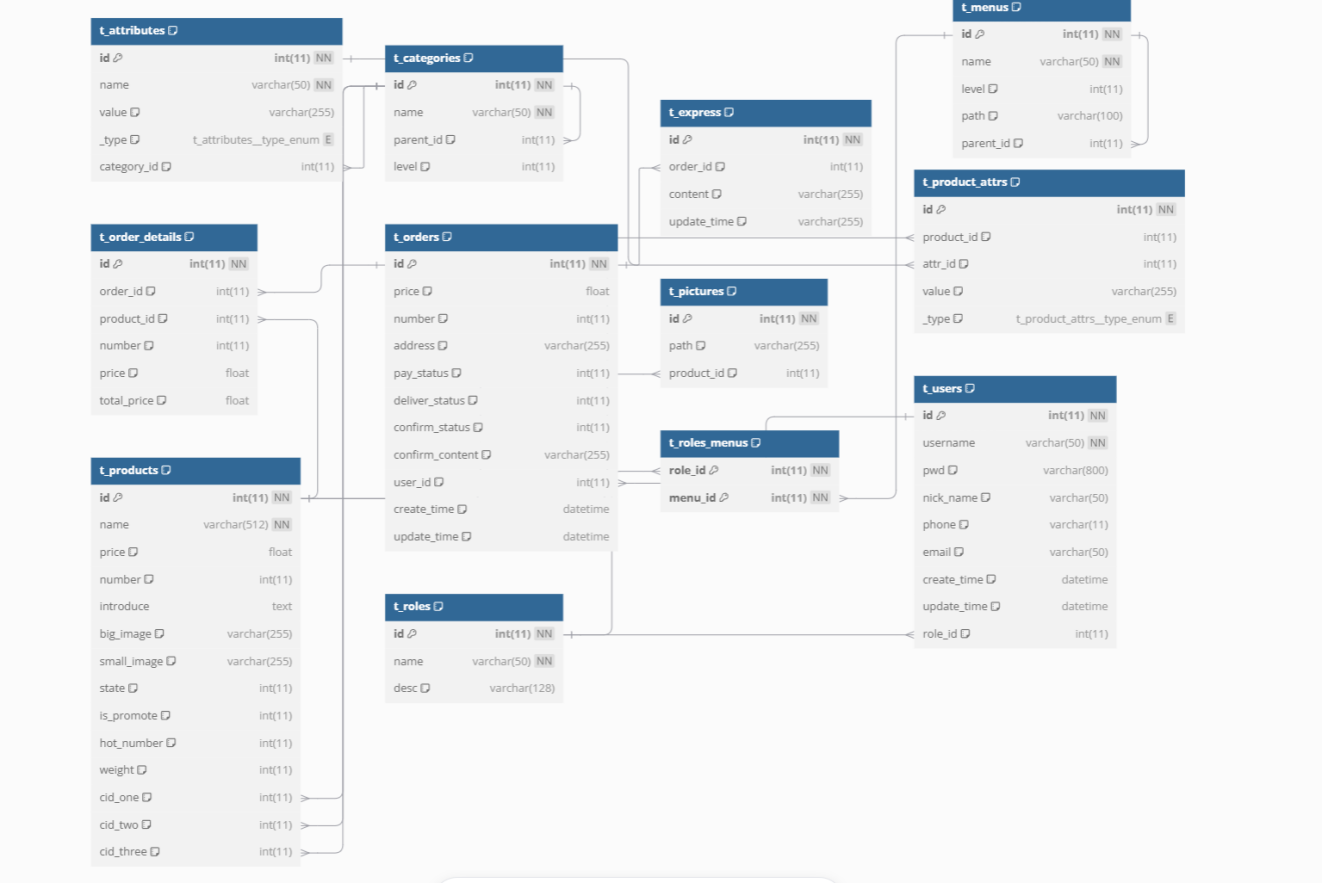 t_attributes
id int(11) NN
name varchar(50) NN
value varchar(255)
_type t_attributes__type_enum E
category_id int(11)
t_categories
id int(11) NN
name varchar(50) NN
parent_id int(11)
level int(11)
t_express
id int(11) NN
order_id int(11)
content varchar(255)
update_time varchar(255)
t_menus
id int(11) NN
name varchar(50) NN
level int(11)
path varchar(100)
parent_id int(11)
t_product_attrs
id int(11) NN
product_id int(11)
attr_id int(11)
value varchar(255)
_type t_product_attrs__type_enum E
t_order_details
id int(11) NN
order_id int(11)
product_id int(11)
number int(11)
price float
total_price float
t_orders
id int(11) NN
price float
number int(11)
address varchar(255)
pay_status int(11)
deliver_status int(11)
confirm_status int(11)
confirm_content varchar(255)
user_id int(11)
create_time datetime
update_time datetime
t_pictures
id int(11) NN
path varchar(255)
product_id int(11)
t_roles_menus
role_id int(11) NN
menu_id int(11) NN
t_users
id int(11) NN
username varchar(50) NN
pwd varchar(800)
nick_name varchar(50)
phone varchar(11)
email varchar(50)
create_time datetime
update_time datetime
role_id int(11)
t_products
id int(11) NN
name varchar(512) NN
price float
number int(11)
introduce text
big_image varchar(255)
small_image varchar(255)
state int(11)
is_promote int(11)
hot_number int(11)
weight int(11)
cid_one int(11)
cid_two int(11)
cid_three int(11)
t_roles
id int(11) NN
name varchar(50) NN
desc varchar(128)